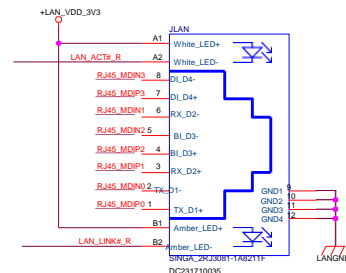 +LAN_VDD_3V3
JLAN
A1 White_LED+
LAN_ACT#_R A2 White_LED-
RJ45_MDIN3 8 DI_D4-
RJ45_MDIP3 7 DI_D4+
RJ45_MDIN1 6 RX_D2-
RJ45_MDIN2 5 BI_D3-
RJ45_MDIP2 4 BI_D3+
RJ45_MDIP1 3 RX_D2+
RJ45_MDIN0 2 TX_D1-
RJ45_MDIP0 1 TX_D1+
GND1 9
GND2 10
GND3 11
GND4 12
B1 Amber_LED+
LAN_LINK#_R B2 Amber_LED-
LANGND
SINGA_2RJ3081-1A8211F
DC231710035